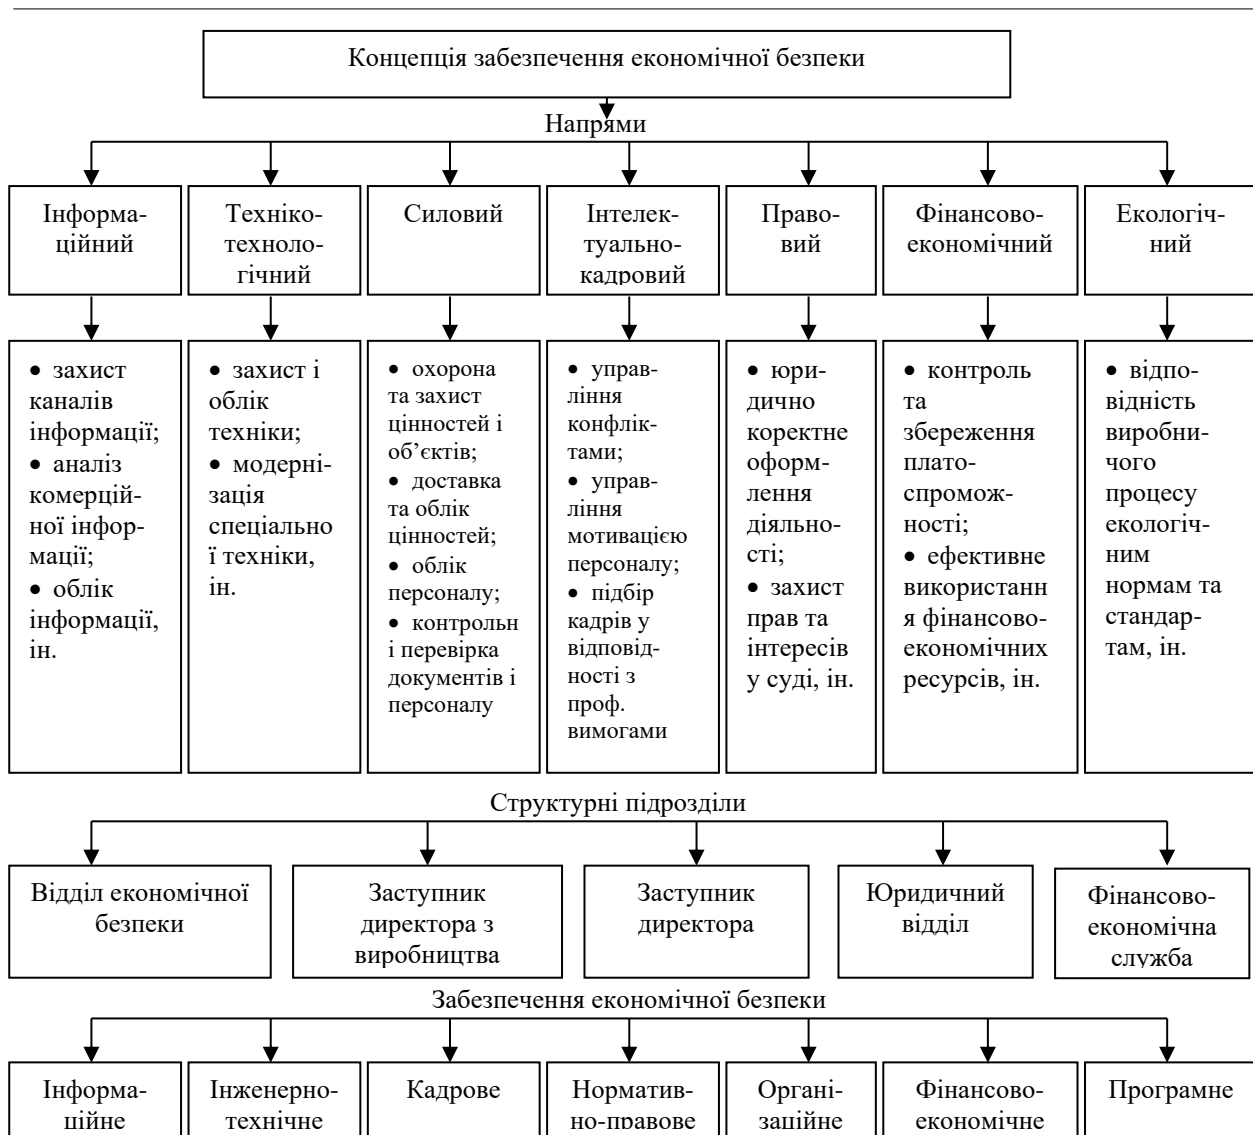 Концепція забезпечення економічної безпеки
Напрями
Інформа-
ційний
Техніко-
техноло-
гічний
Силовий
Інтелек-
туально-
кадровий
Право-
вий
Фінансово-
економічний
Екологіч-
ний
• захист
каналів
інформації;
• аналіз
комерцій-
ної інфор-
мації;
• облік
інформації,
ін.
• захист і
облік
техніки;
• модерні-
зація
спеціально
ї техніки,
ін.
• охорона
та захист
цінностей і
об’єктів;
• доставка
та облік
цінностей;
• облік
персоналу;
• контрольн
і перевірка
документів і
персоналу
• управ-
ління
конфлік-
тами;
• управ-
ління
мотивацією
персоналу;
• підбір
кадрів у
відповід-
ності з
проф.
вимогами
• юри-
дично
коректне
оформ-
лення
діяльно-
сті;
• захист
прав та
інтересів
у суді, ін.
• контроль
та
збереження
плато-
спромож-
ності;
• ефективне
використанн
я фінансово-
економічних
ресурсів, ін.
• відпо-
відність
виробни-
чого
процесу
екологіч-
ним
нормам та
стандар-
там, ін.
Структурні підрозділи
Відділ економічної
безпеки
Заступник
директора з
виробництва
Заступник
директора
Юридичний
відділ
Фінансово-
економічна
служба
Забезпечення економічної безпеки
Інформа-
ційне
Інженерно-
технічне
Кадрове
Норматив-
но-правове
Органі-
заційне
Фінансово-
економічне
Програмне